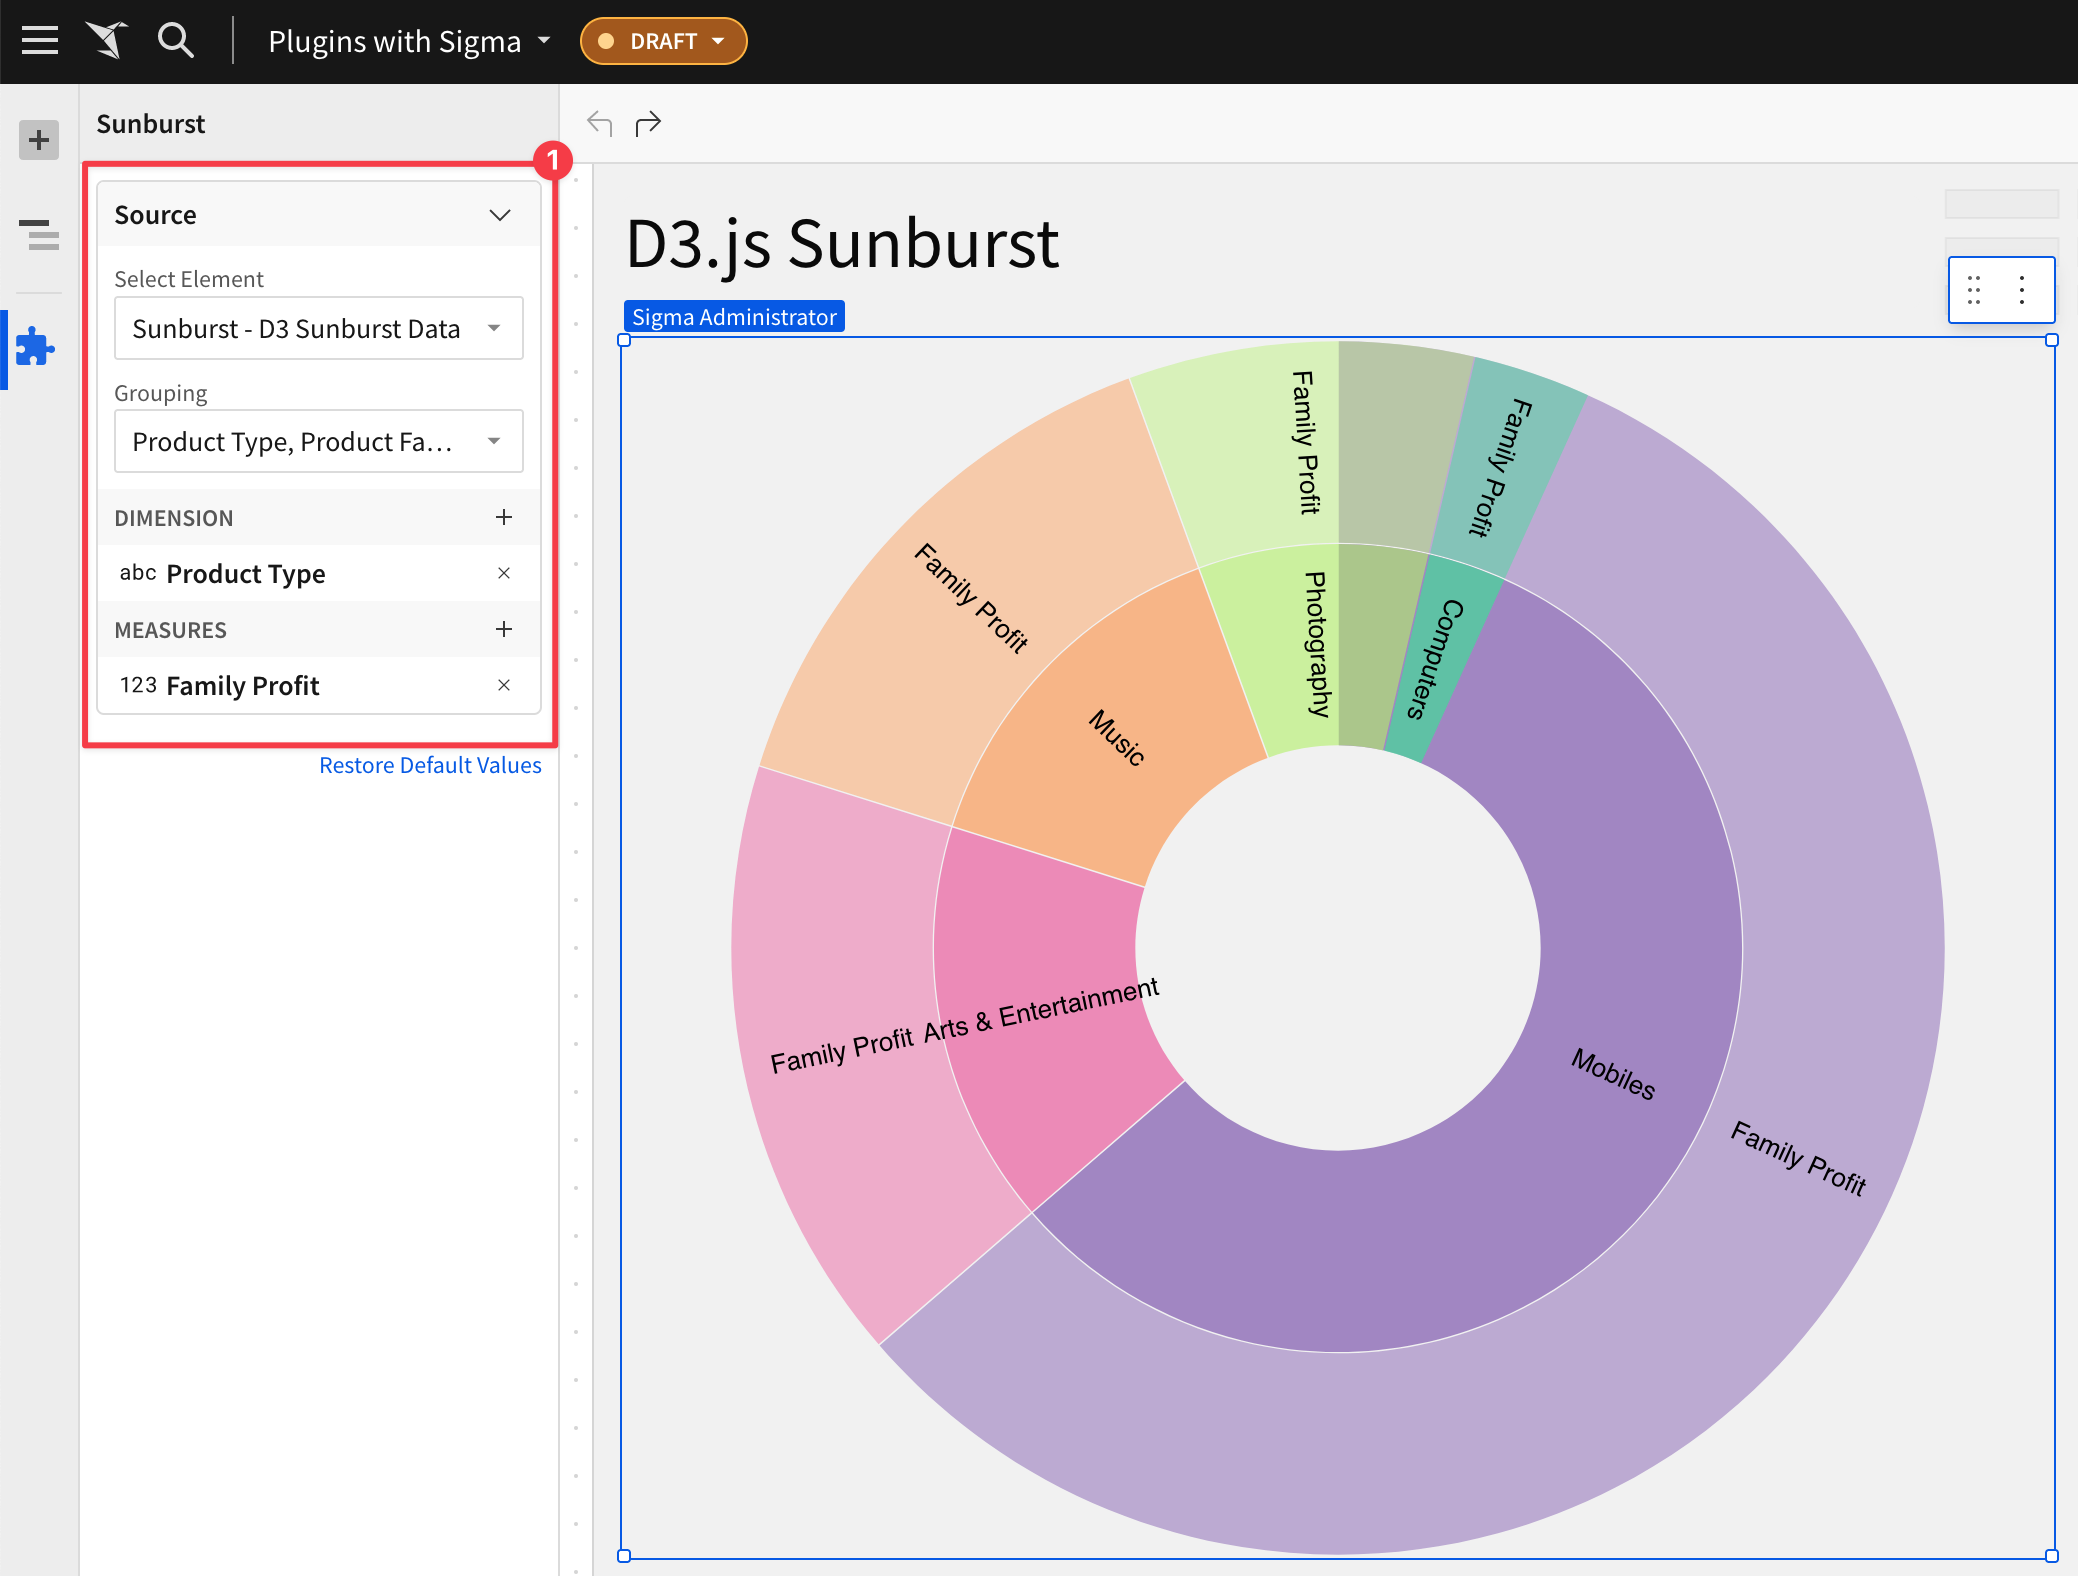 Plugins with Sigma
DRAFT
Sunburst
1
Source
Select Element
Sunburst - D3 Sunburst Data
Grouping
Product Type, Product Fa...
DIMENSION
abc Product Type
MEASURES
123 Family Profit
Restore Default Values
D3.js Sunburst
Sigma Administrator
Family Profit
Family Profit
Family Profit
Photography
Computers
Music
Family Profit
Arts & Entertainment
Mobiles
Family Profit